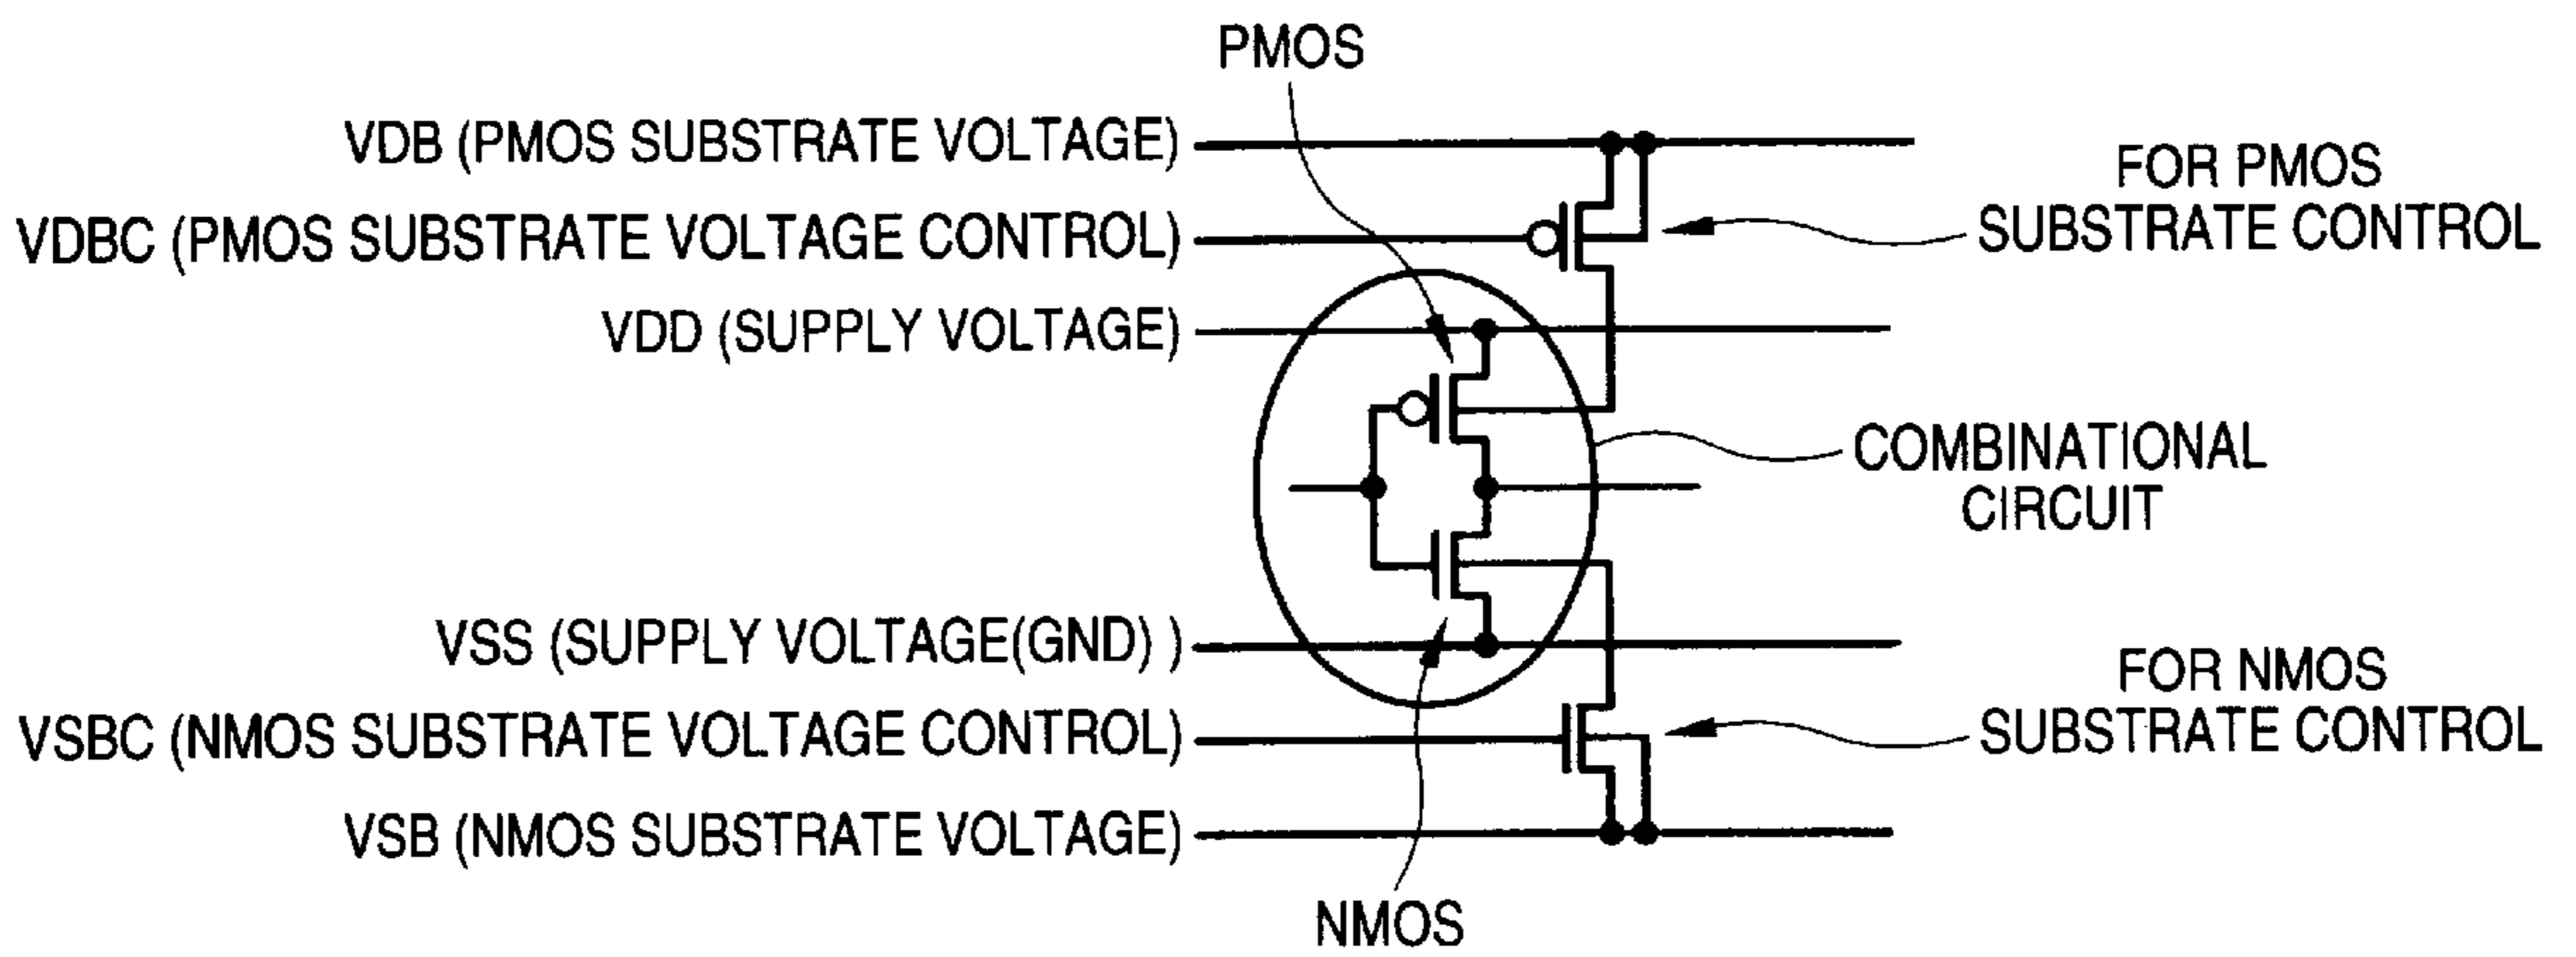 PMOS
VDB (PMOS SUBSTRATE VOLTAGE)
FOR PMOS
SUBSTRATE CONTROL
VDBC (PMOS SUBSTRATE VOLTAGE CONTROL)
VDD (SUPPLY VOLTAGE)
COMBINATIONAL
CIRCUIT
VSS (SUPPLY VOLTAGE(GND) )
FOR NMOS
SUBSTRATE CONTROL
VSBC (NMOS SUBSTRATE VOLTAGE CONTROL)
VSB (NMOS SUBSTRATE VOLTAGE)
NMOS